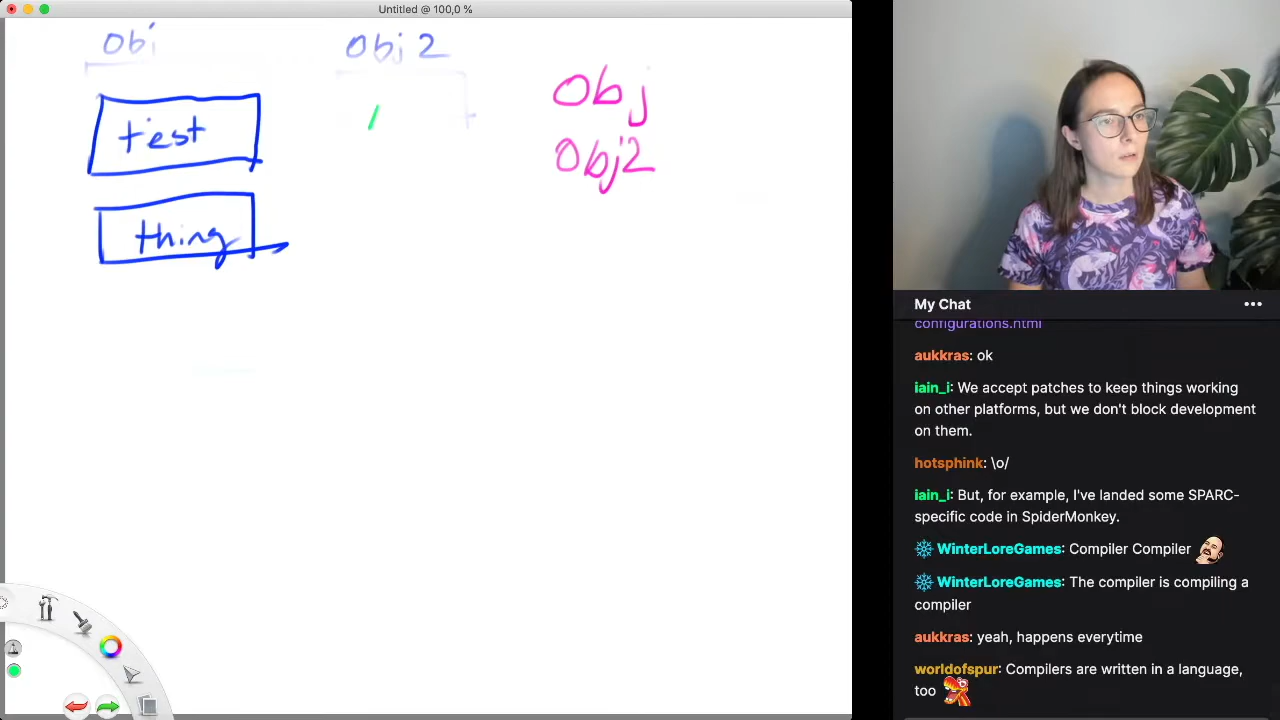 Untitled @ 100,0 %
obj
obj 2
test
thing
obj
obj2
My Chat
configurations.html
aukkras: ok
iain_i: We accept patches to keep things working
on other platforms, but we don't block development
on them.
hotsphink: \o/
iain_i: But, for example, I've landed some SPARC-
specific code in SpiderMonkey.
WinterLoreGames: Compiler Compiler
WinterLoreGames: The compiler is compiling a
compiler
aukkras: yeah, happens everytime
worldofspur: Compilers are written in a language,
too